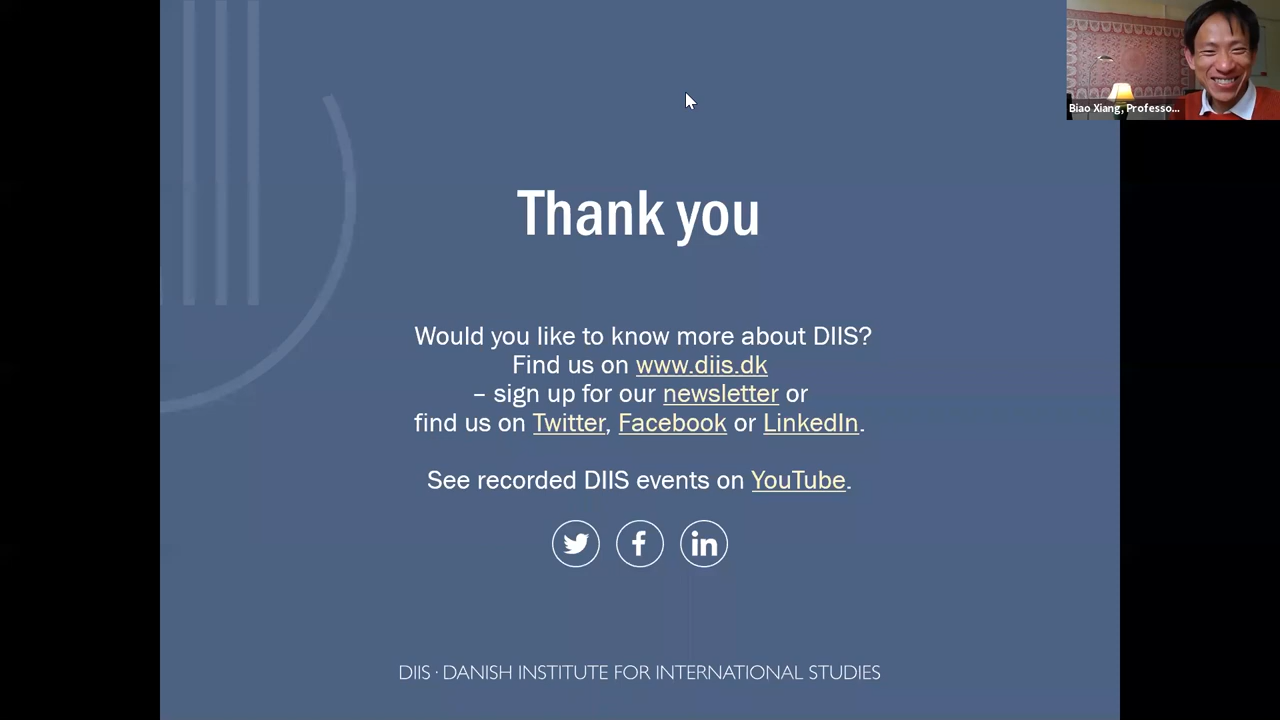 Biao Xiang, Professo...
Thank you
Would you like to know more about DIIS?
Find us on www.diis.dk
– sign up for our newsletter or
find us on Twitter, Facebook or LinkedIn.
See recorded DIIS events on YouTube.
DIIS · DANISH INSTITUTE FOR INTERNATIONAL STUDIES